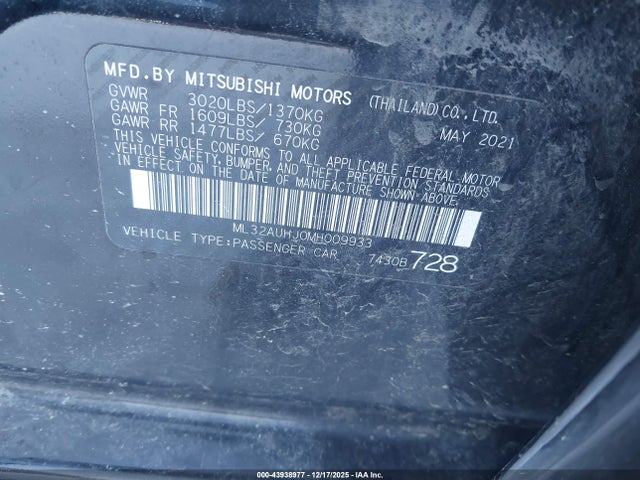 MFD.BY MITSUBISHI MOTORS (THAILAND) CO., LTD.
GVWR 3020LBS/1370KG MAY 2021
GAWR FR 1609LBS/ 730KG
GAWR RR 1477LBS/ 670KG
THIS VEHICLE CONFORMS TO ALL APPLICABLE FEDERAL MOTOR
VEHICLE SAFETY, BUMPER, AND THEFT PREVENTION STANDARDS
IN EFFECT ON THE DATE OF MANUFACTURE SHOWN ABOVE.
ML32AUHJ0MH009933
VEHICLE TYPE:PASSENGER CAR 7430B 728
000-43938977 - 12/17/2025 - IAA Inc.